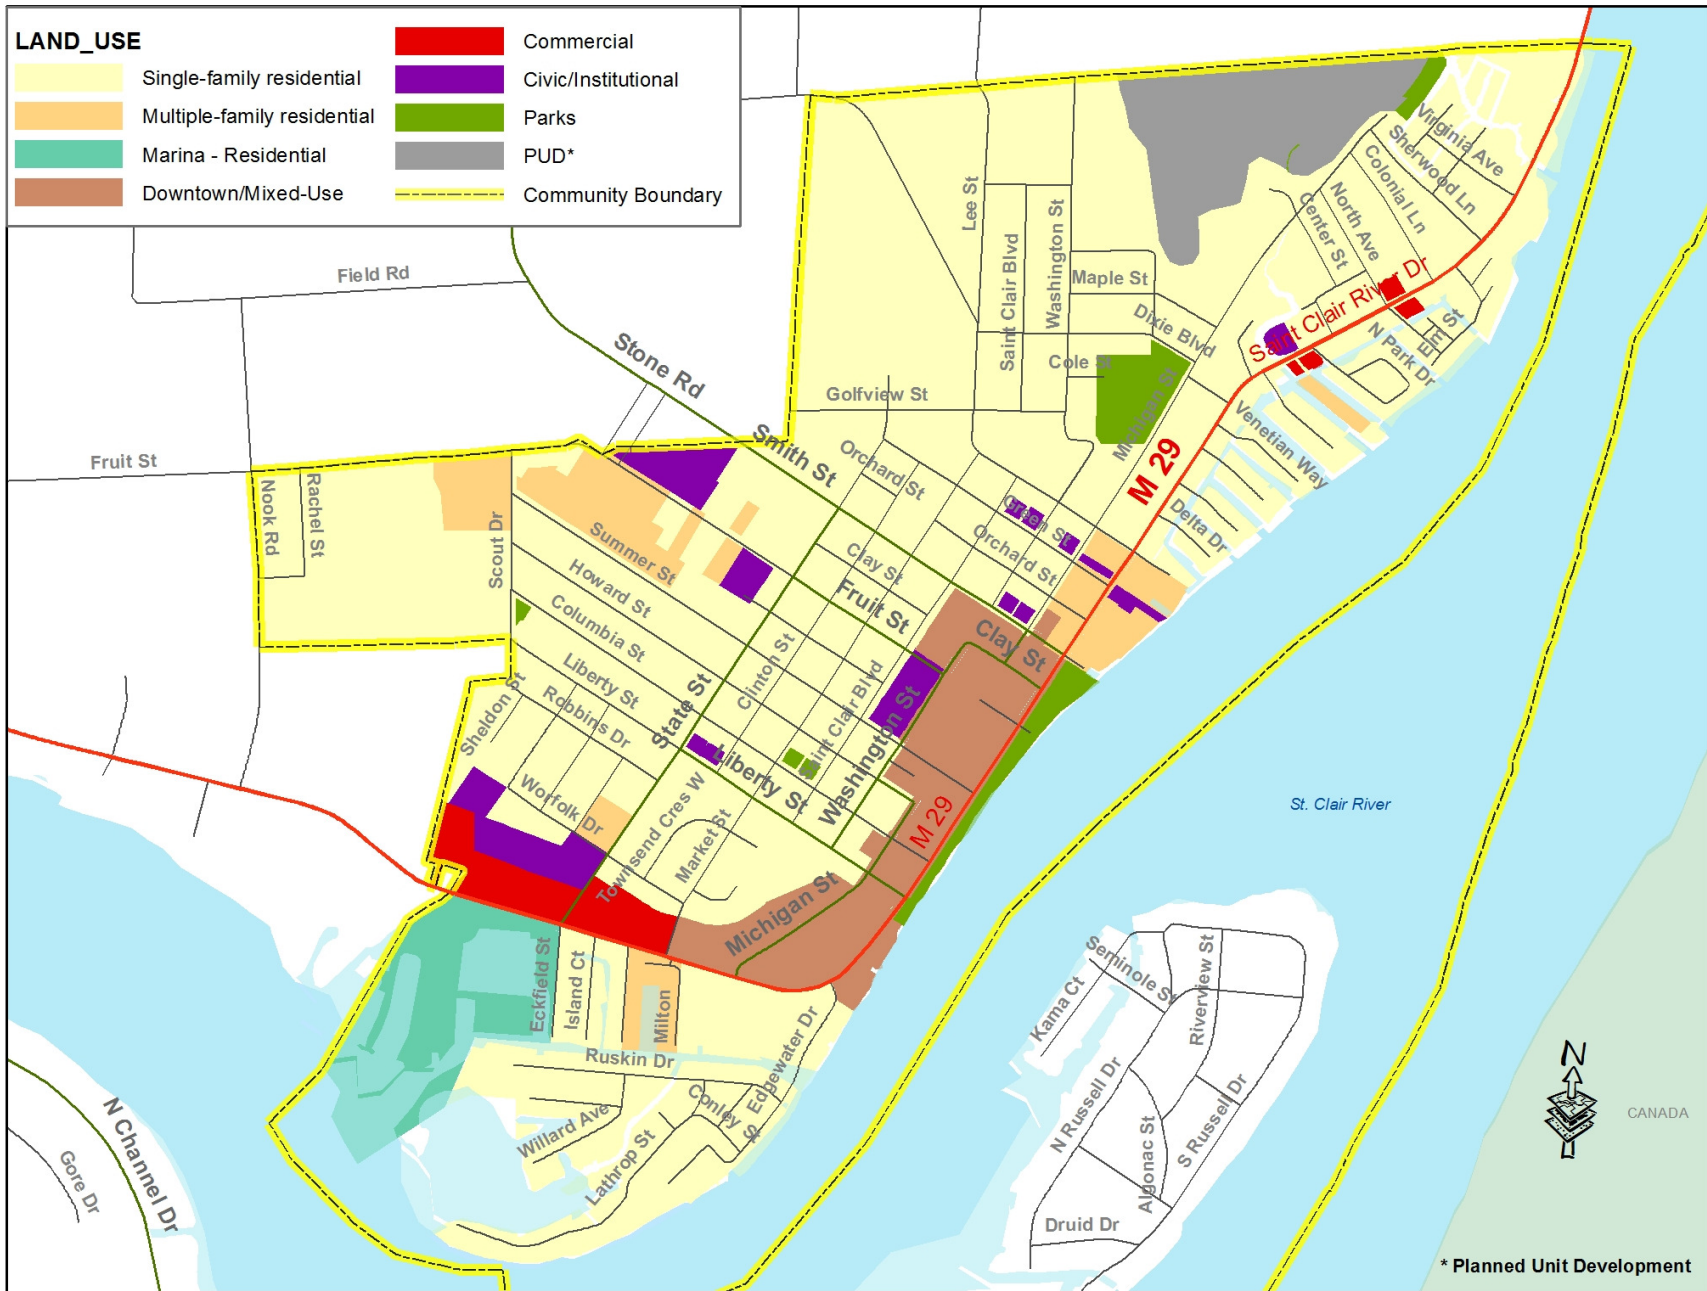 LAND_USE
Single-family residential
Multiple-family residential
Marina - Residential
Downtown/Mixed-Use
Commercial
Civic/Institutional
Parks
PUD*
Community Boundary
Field Rd
Fruit St
Nook Rd
Rachel St
Scout Dr
Stone Rd
Smith St
Golfview St
Lee St
Saint Clair Blvd
Washington St
Maple St
Dixie Blvd
Cole St
Michigan St
Virginia Ave
Sherwood Ln
Colonial Ln
North Ave
Center St
Saint Clair River Dr
Elm St
N Park Dr
Venetian Way
Delta Dr
M 29
Orchard St
Green St
Orchard St
Clay St
Fruit St
Clay St
Summer St
Howard St
Columbia St
Liberty St
Robbins Dr
Sheldon St
Worfolk Dr
State St
Clinton St
Saint Clair Blvd
Washington St
Liberty St
Townsend Cres W
Market St
Michigan St
M 29
Eckfield St
Island Ct
Milton
Ruskin Dr
Willard Ave
Lathrop St
Conley St
Edgewater Dr
N Channel Dr
Gore Dr
St. Clair River
Seminole St
Kama Ct
Riverview St
N Russell Dr
Algonac St
S Russell Dr
Druid Dr
N
CANADA
* Planned Unit Development